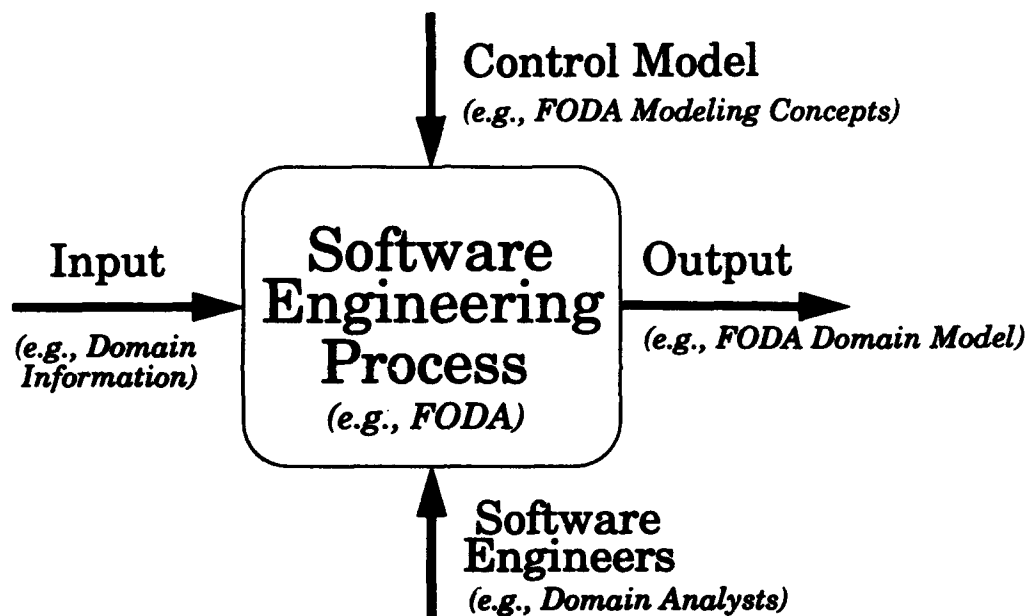 Control Model
(e.g., FODA Modeling Concepts)
Input
(e.g., Domain
Information)
Software
Engineering
Process
(e.g., FODA)
Output
(e.g., FODA Domain Model)
Software
Engineers
(e.g., Domain Analysts)